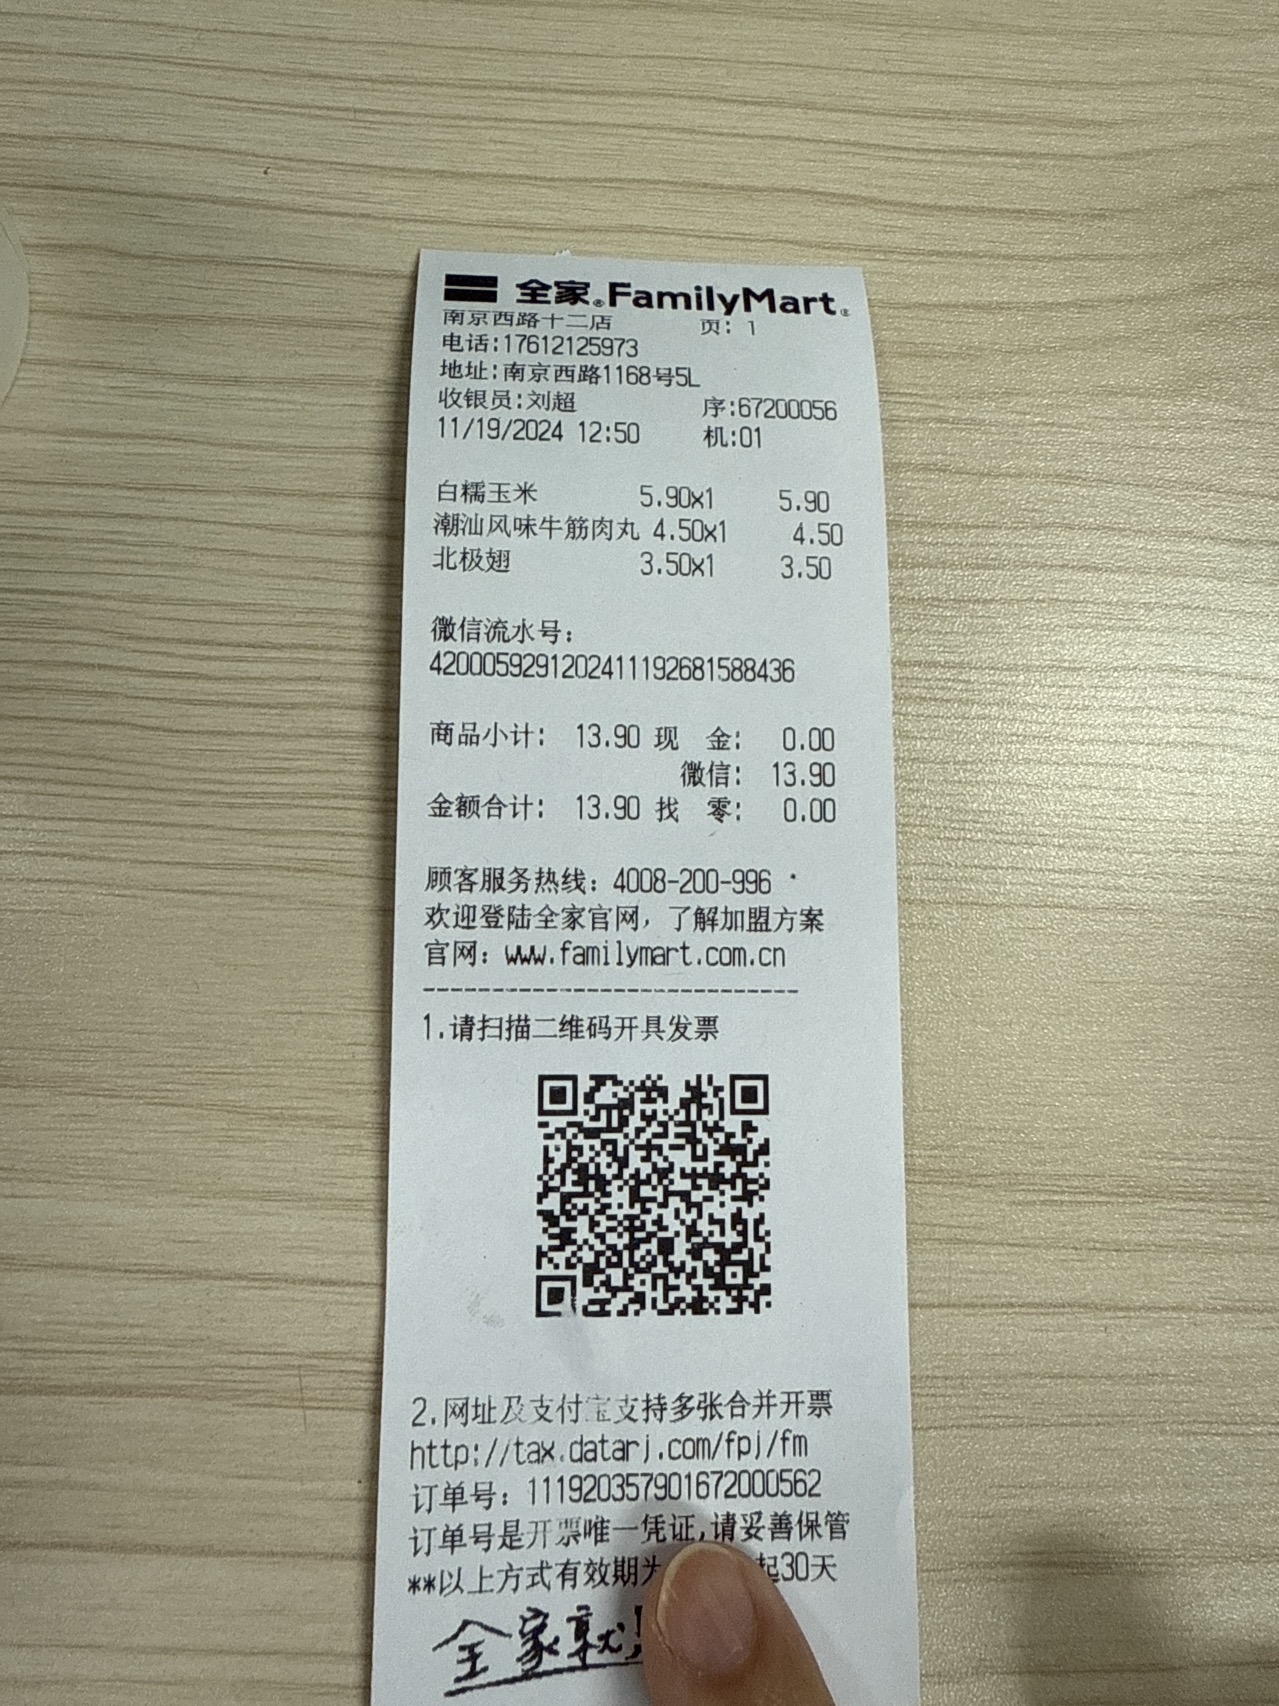 全家®FamilyMart®
南京西路十二店 页: 1
电话:17612125973
地址:南京西路1168号5L
收银员:刘超 序:67200056
11/19/2024 12:50 机:01
白糯玉米 5.90x1 5.90
潮汕风味牛筋肉丸 4.50x1 4.50
北极翅 3.50x1 3.50
微信流水号:
4200059291202411192681588436
商品小计: 13.90 现 金: 0.00
微信: 13.90
金额合计: 13.90 找 零: 0.00
顾客服务热线: 4008-200-996
欢迎登陆全家官网, 了解加盟方案
官网: www.familymart.com.cn
1.请扫描二维码开具发票
2.网址及支付宝支持多张合并开票
http://tax.datarj.com/fpj/fm
订单号: 111920357901672000562
订单号是开票唯一凭证,请妥善保管
**以上方式有效期为 起30天
全家就